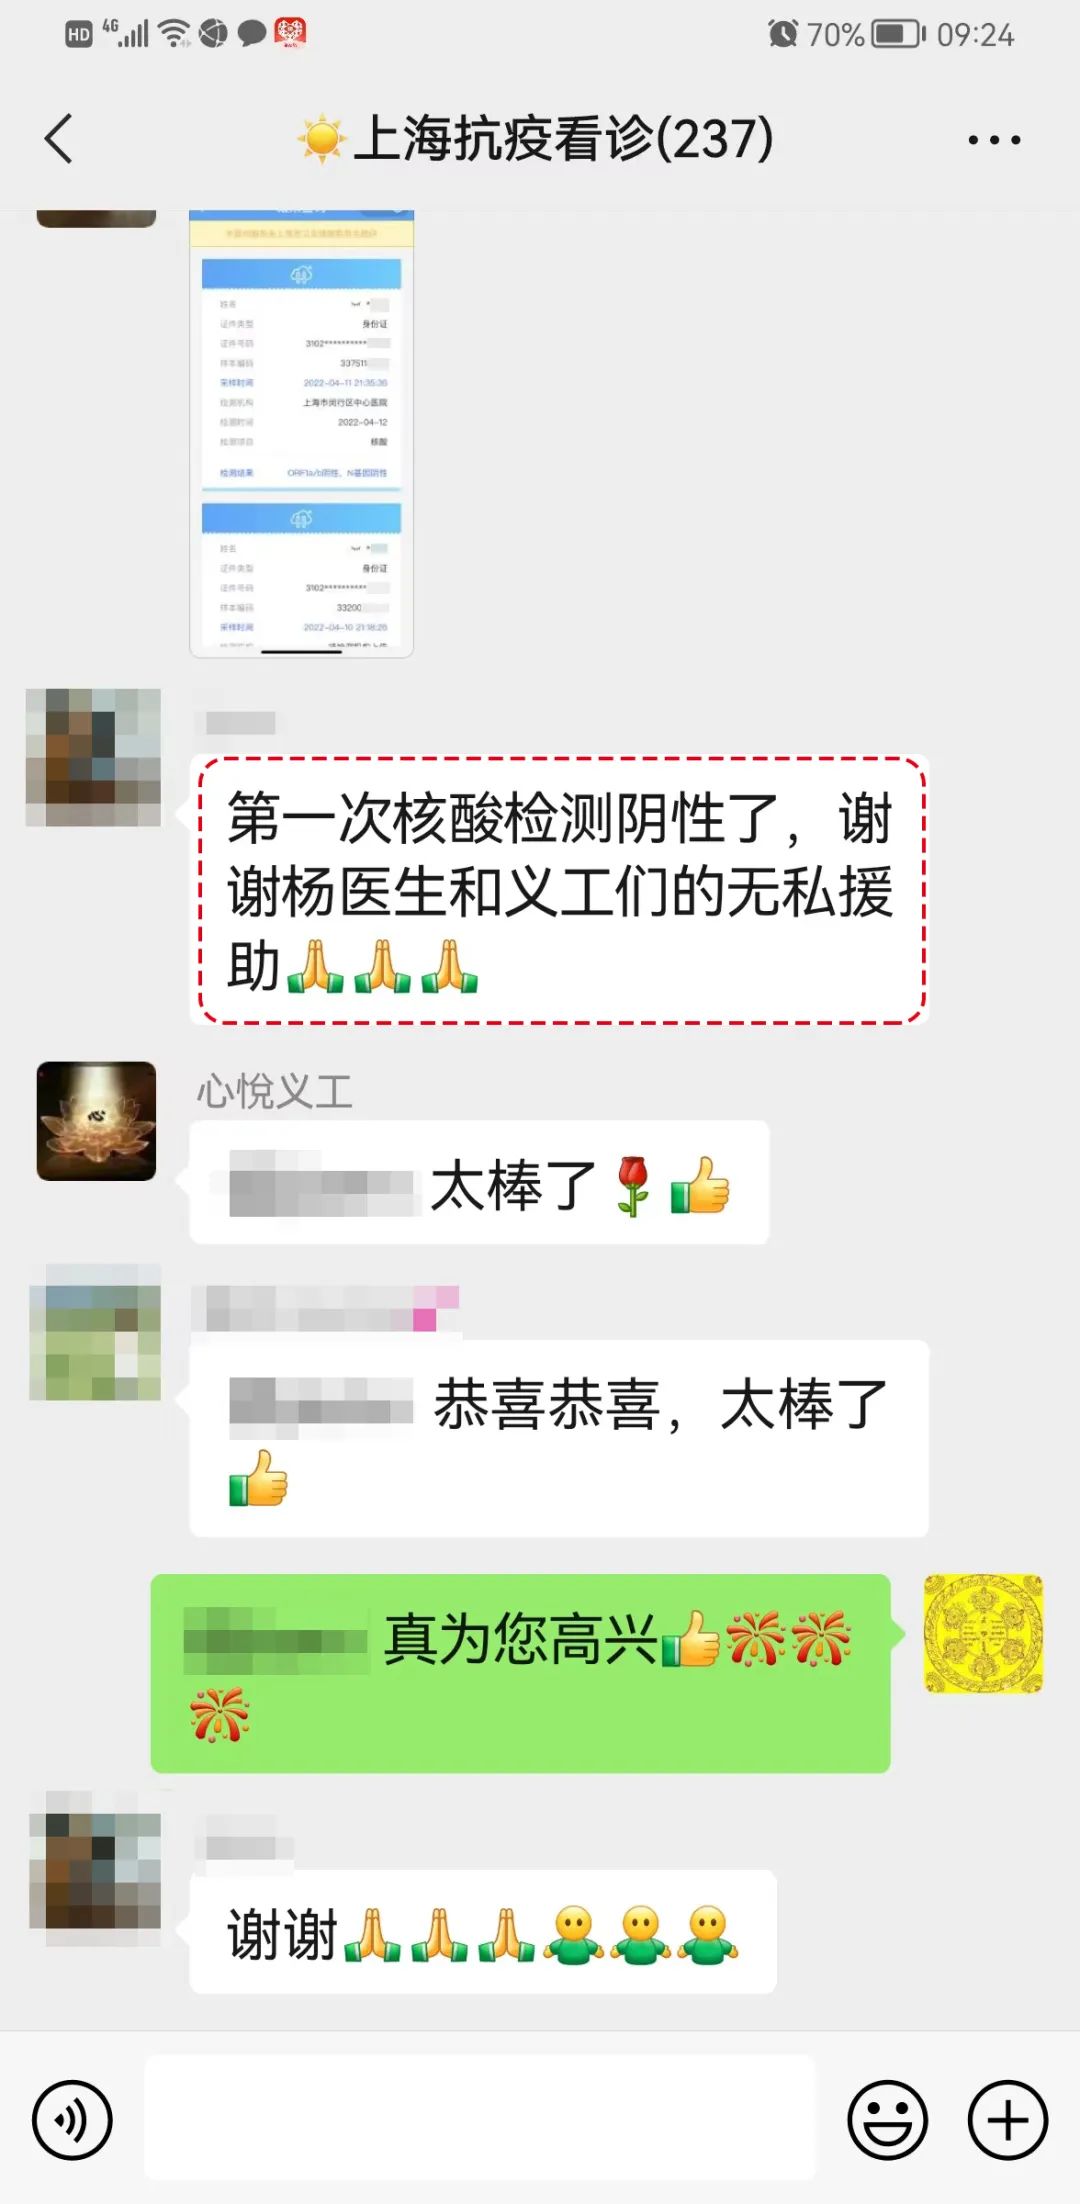 HD 4G 70% 09:24
上海抗疫看诊(237)
姓名
证件类型 身份证
证件号码 3102**********
样本编码 337511
采样时间 2022-04-11 21:35:36
检测机构 上海市闵行区中心医院
检测时间 2022-04-12
检测项目 核酸
检测结果 ORF1a/b阴性、N基因阴性
姓名
证件类型 身份证
证件号码 3102**********
样本编码 33200
采样时间 2022-04-10 21:18:26
第一次核酸检测阴性了，谢
谢杨医生和义工们的无私援
助🙏🙏🙏
心悦义工
太棒了🌹👍
恭喜恭喜，太棒了
👍
真为您高兴👍🎆🎆
🎆
谢谢🙏🙏🙏